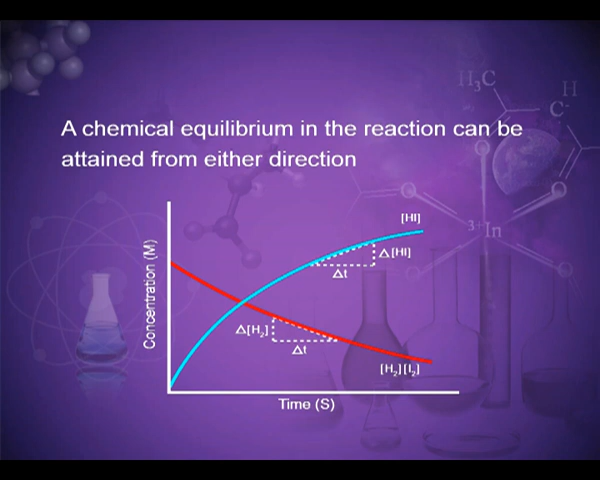 A chemical equilibrium in the reaction can be
attained from either direction
H₃C
H
C⁻
3+In
[HI]
Δ[HI]
Δt
Concentration (M)
Δ[H₂]
Δt
[H₂][I₂]
Time (S)